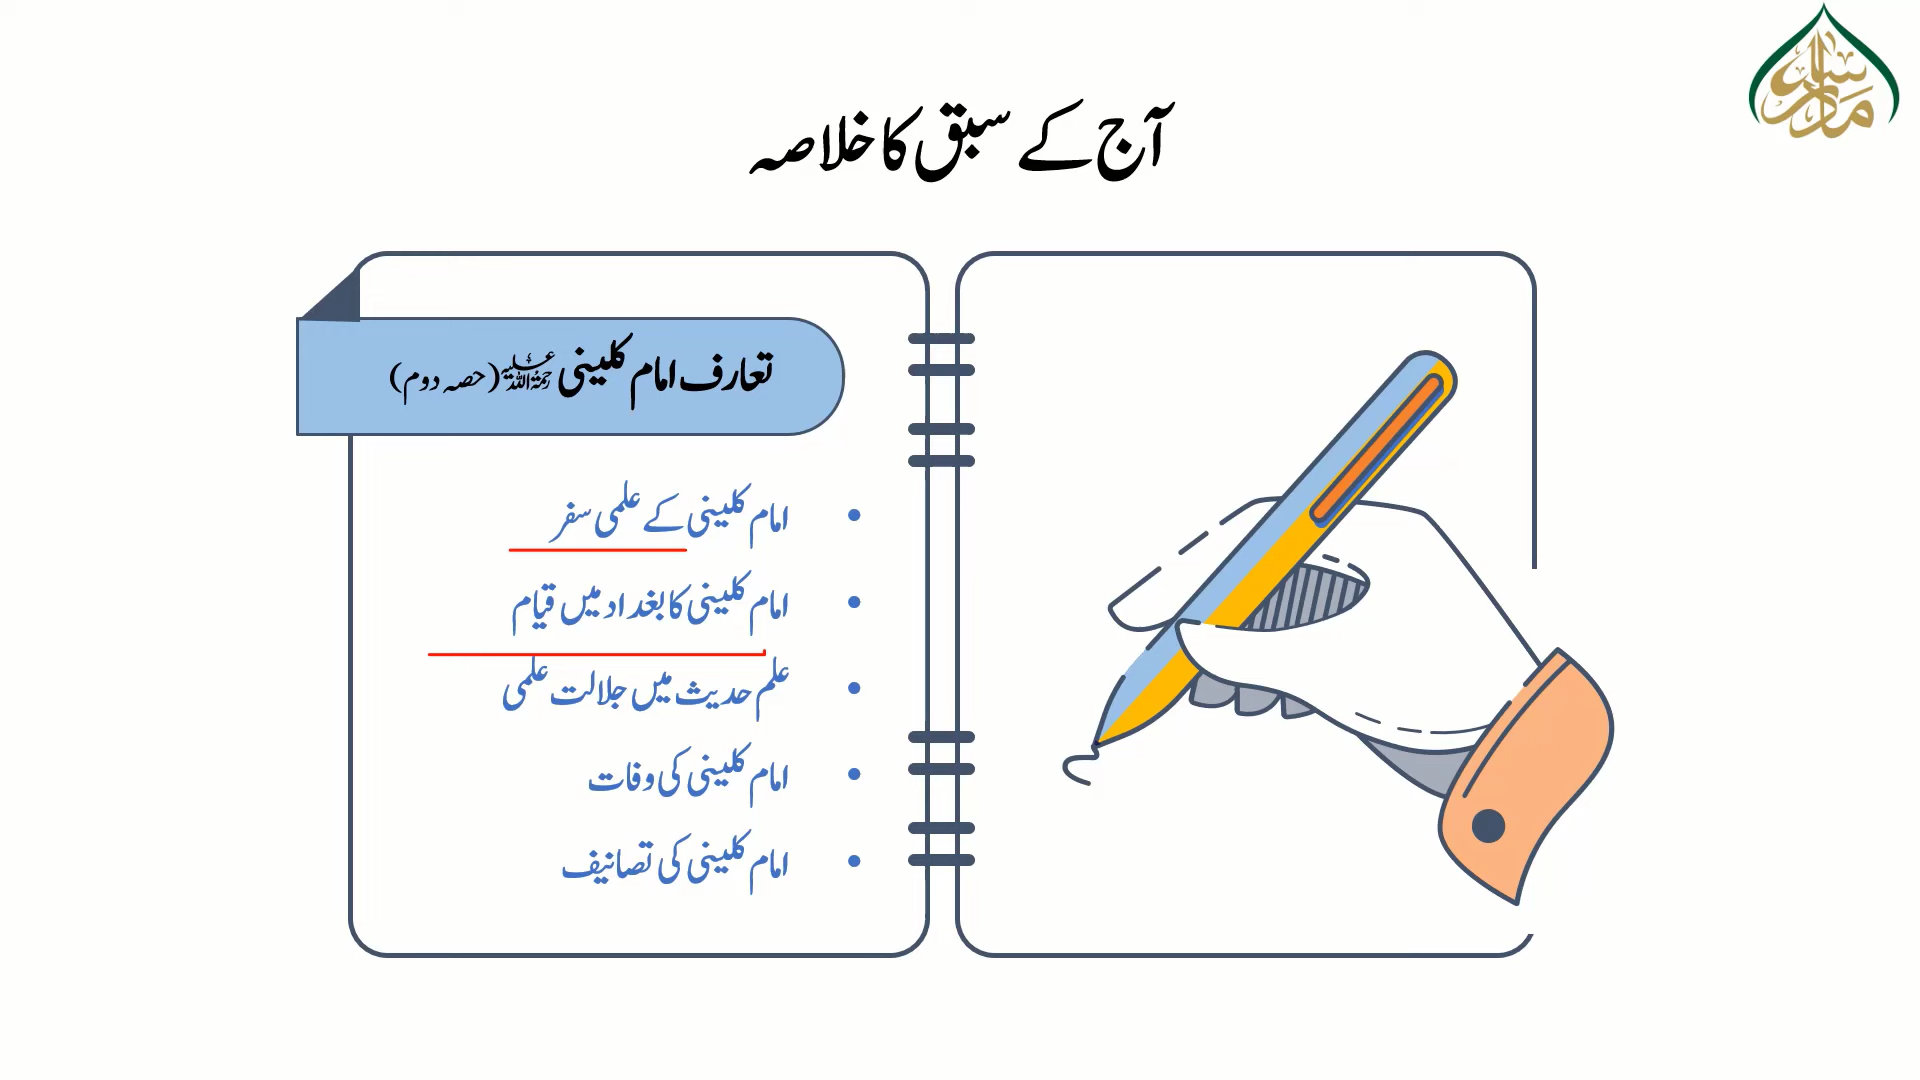 آج کے سبق کا خلاصہ
تعارف امام کلینی رحمۃ اللہ علیہ (حصہ دوم)
امام کلینی کے علمی سفر
امام کلینی کا بغداد میں قیام
علم حدیث میں جلالت علمی
امام کلینی کی وفات
امام کلینی کی تصانیف